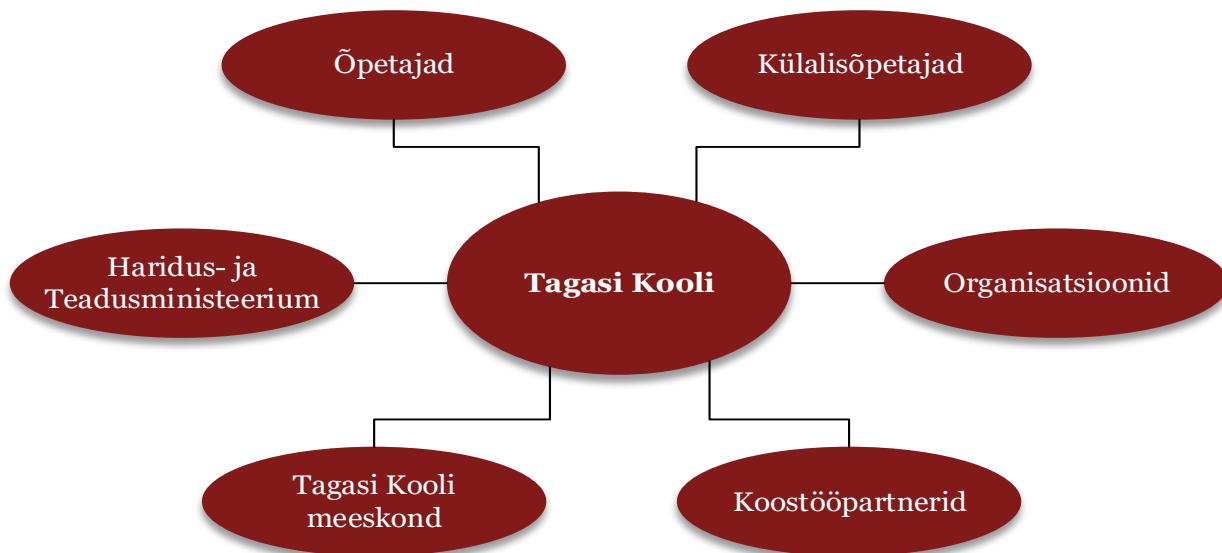 Õpetajad
Külalisõpetajad
Haridus- ja
Teadusministeerium
Tagasi Kooli
Organisatsioonid
Tagasi Kooli
meeskond
Koostööpartnerid